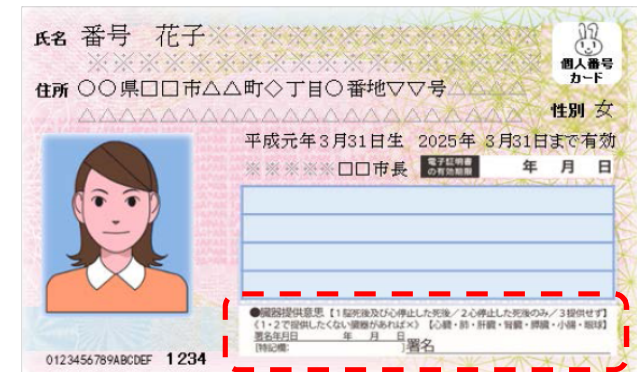 氏名 番号 花子※※※※※※※※※※※※※※※
※※※※※※※※※※※※※※※※※※
個人番号
カード
住所 〇〇県□□市△△町◇丁目〇番地▽▽号△△△△
△△△△△△△△△△△△△△△△△△
性別 女
平成元年3月31日生 2025年 3月31日まで有効
※※※※※□□市長 電子証明書の有効期限 年 月 日
●臓器提供意思【1脳死後及び心停止した死後/2心停止した死後のみ/3提供せず】
《1・2で提供したくない臓器があれば×》【心臓・肺・肝臓・腎臓・膵臓・小腸・眼球】
署名年月日 年 月 日
[特記欄: ]署名
0123456789ABCDEF 1234